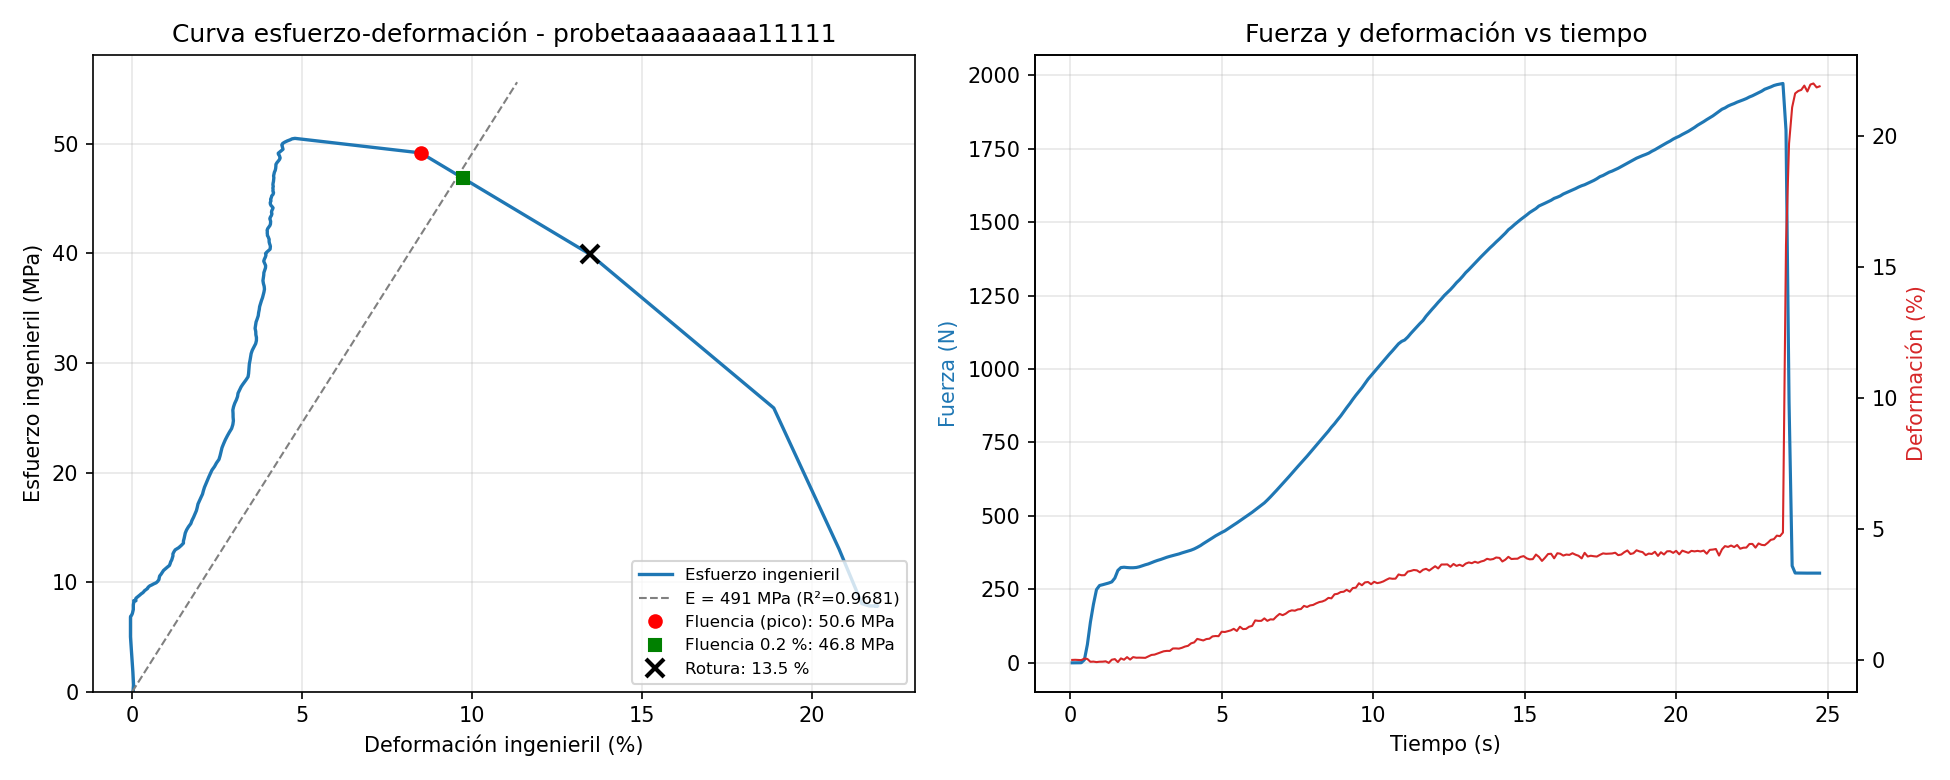 Curva esfuerzo-deformación - probetaaaaaaaa11111
Esfuerzo ingenieril (MPa)
50
40
30
20
10
0
0 5 10 15 20
Deformación ingenieril (%)
Esfuerzo ingenieril
E = 491 MPa (R²=0.9681)
Fluencia (pico): 50.6 MPa
Fluencia 0.2 %: 46.8 MPa
Rotura: 13.5 %
Fuerza y deformación vs tiempo
Fuerza (N)
2000
1750
1500
1250
1000
750
500
250
0
0 5 10 15 20 25
Tiempo (s)
20
15
10
5
0
Deformación (%)